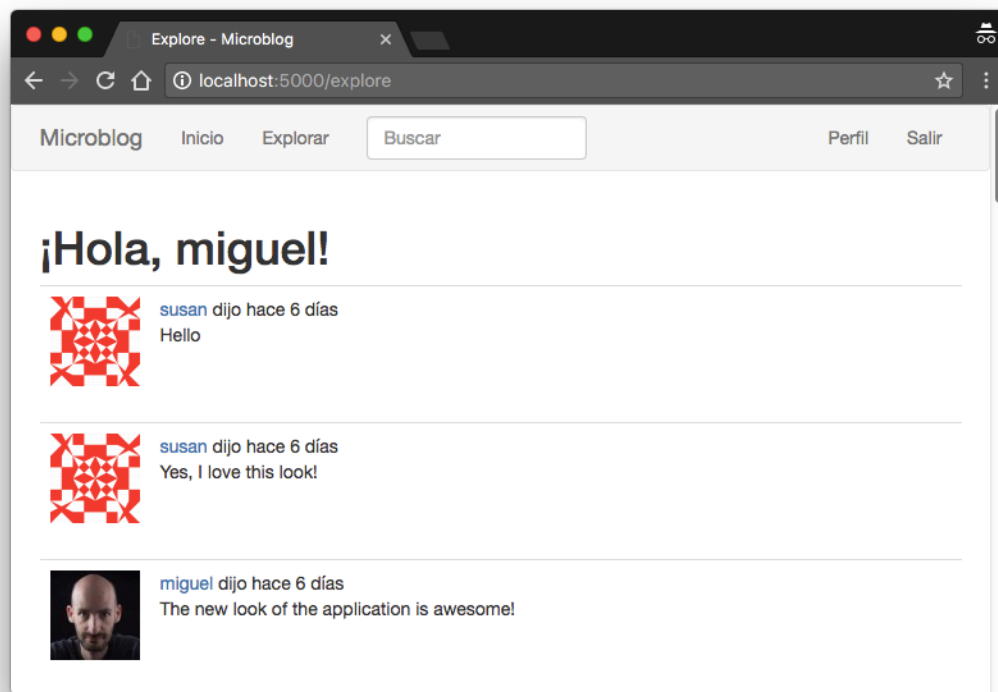 Explore - Microblog
localhost:5000/explore
Microblog Inicio Explorar Buscar Perfil Salir
¡Hola, miguel!
susan dijo hace 6 días
Hello
susan dijo hace 6 días
Yes, I love this look!
miguel dijo hace 6 días
The new look of the application is awesome!